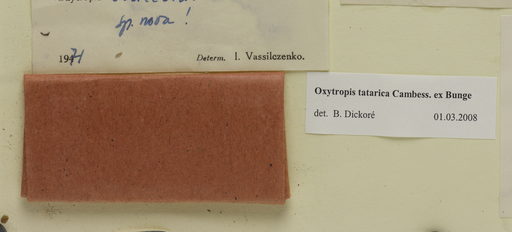 sp. nova!
1971 Determ. I. Vassilczenko.
Oxytropis tatarica Cambess. ex Bunge
det. B. Dickoré 01.03.2008